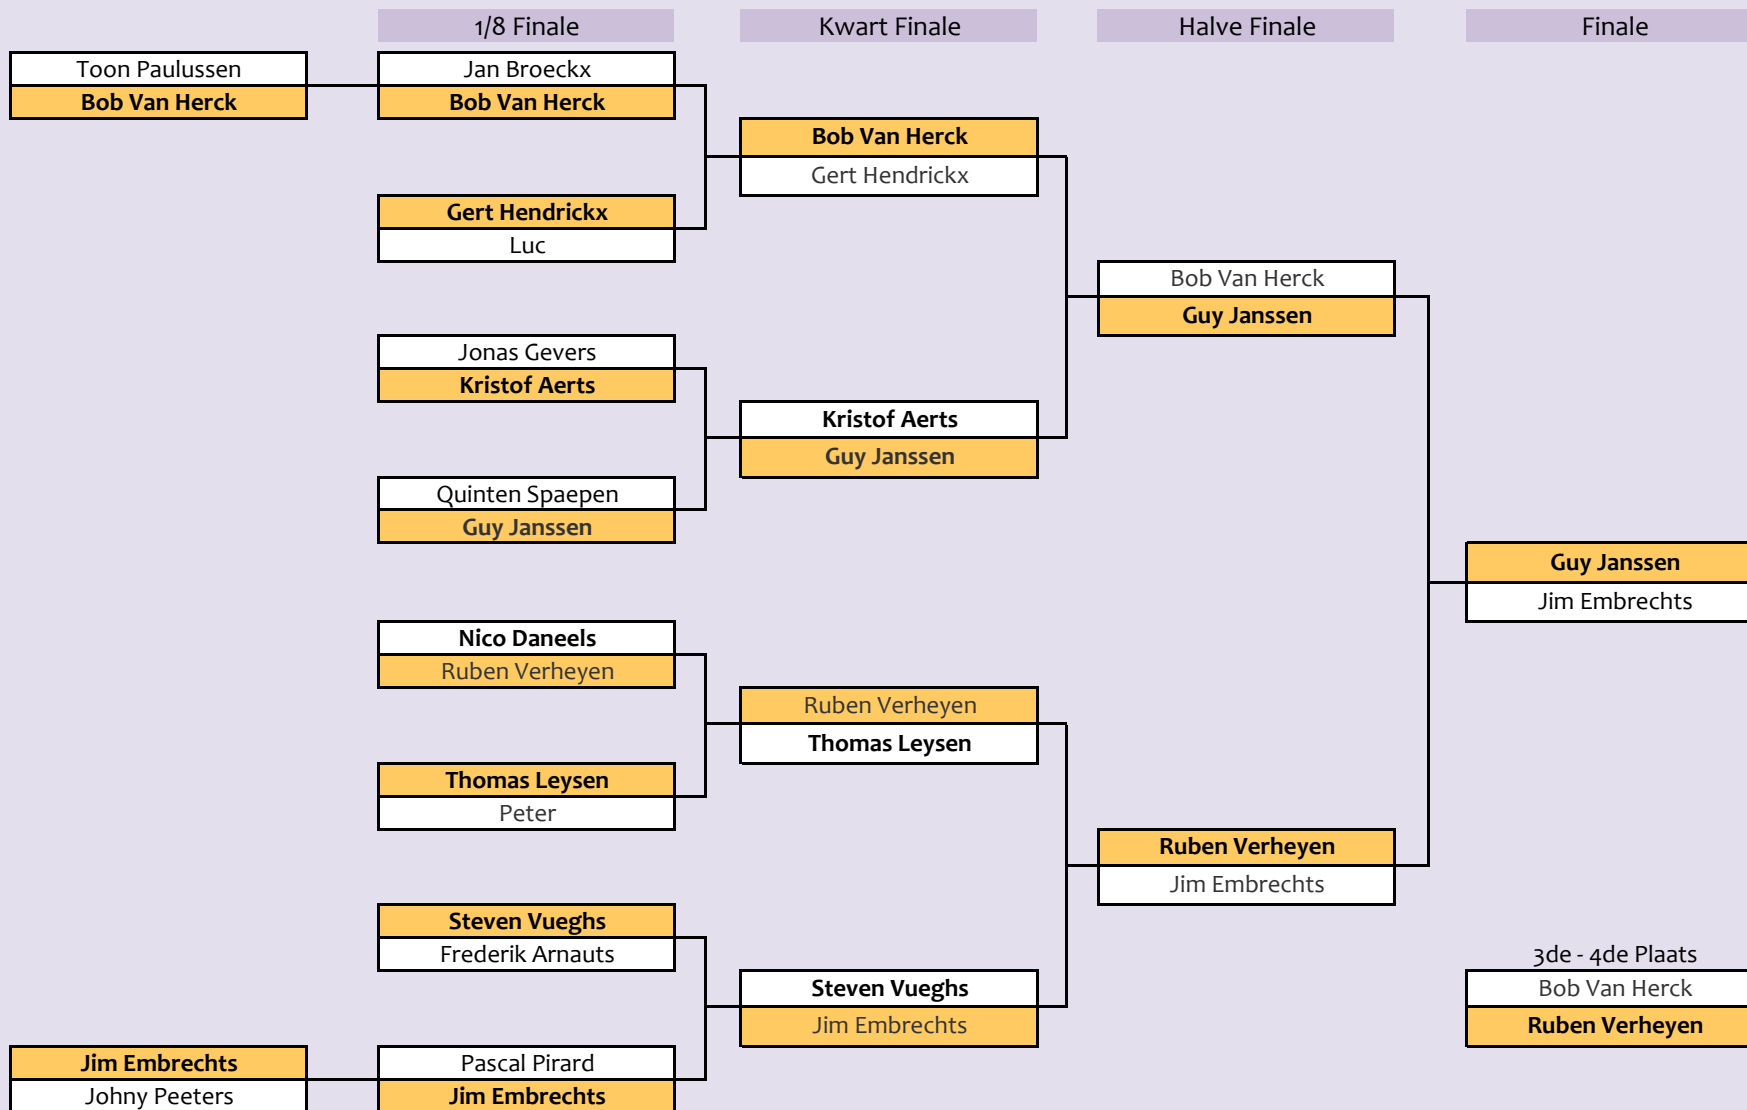 1/8 Finale
Kwart Finale
Halve Finale
Finale
Toon Paulussen
Bob Van Herck
Jan Broeckx
Bob Van Herck
Bob Van Herck
Gert Hendrickx
Gert Hendrickx
Luc
Bob Van Herck
Guy Janssen
Jonas Gevers
Kristof Aerts
Kristof Aerts
Guy Janssen
Quinten Spaepen
Guy Janssen
Guy Janssen
Jim Embrechts
Nico Daneels
Ruben Verheyen
Ruben Verheyen
Thomas Leysen
Thomas Leysen
Peter
Ruben Verheyen
Jim Embrechts
Steven Vueghs
Frederik Arnauts
Steven Vueghs
Jim Embrechts
3de - 4de Plaats
Bob Van Herck
Ruben Verheyen
Jim Embrechts
Johny Peeters
Pascal Pirard
Jim Embrechts